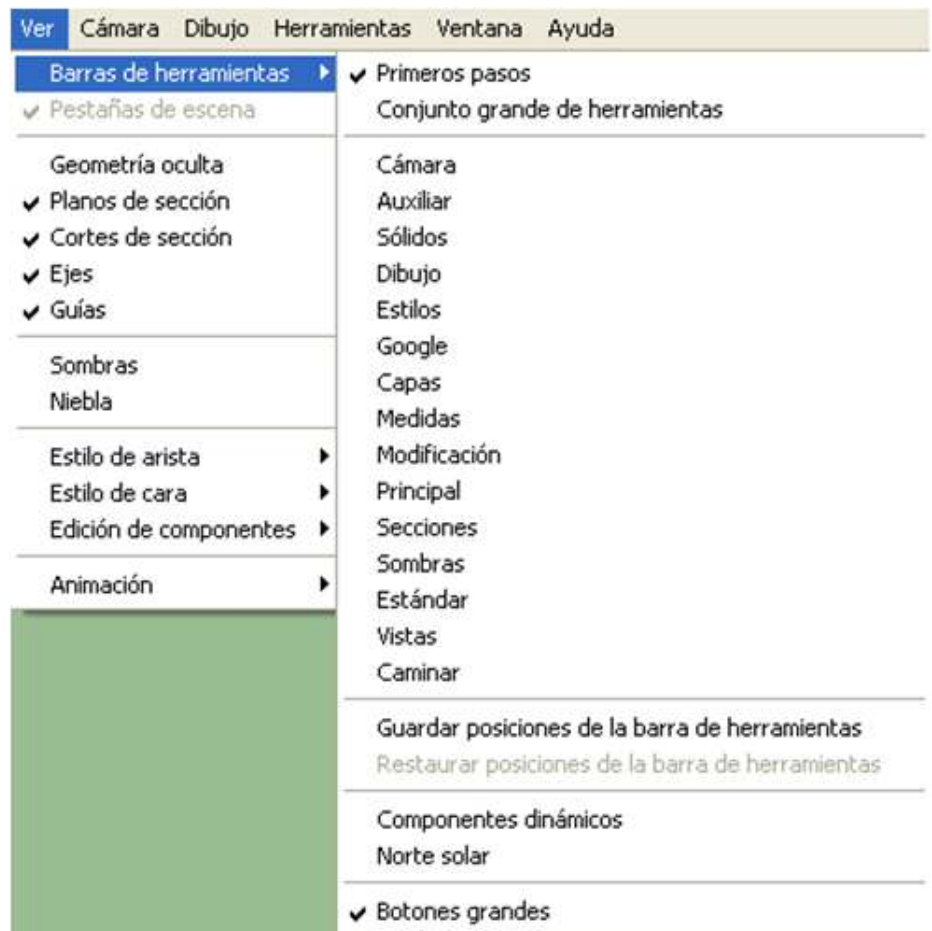 Ver Cámara Dibujo Herramientas Ventana Ayuda
Barras de herramientas
Pestañas de escena
Geometría oculta
Planos de sección
Cortes de sección
Ejes
Guías
Sombras
Niebla
Estilo de arista
Estilo de cara
Edición de componentes
Animación
Primeros pasos
Conjunto grande de herramientas
Cámara
Auxiliar
Sólidos
Dibujo
Estilos
Google
Capas
Medidas
Modificación
Principal
Secciones
Sombras
Estándar
Vistas
Caminar
Guardar posiciones de la barra de herramientas
Restaurar posiciones de la barra de herramientas
Componentes dinámicos
Norte solar
Botones grandes